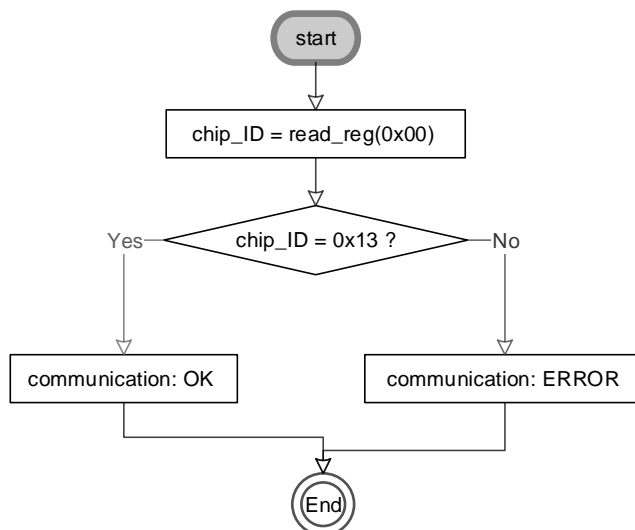 start
chip_ID = read_reg(0x00)
chip_ID = 0x13 ?
Yes
No
communication: OK
communication: ERROR
End